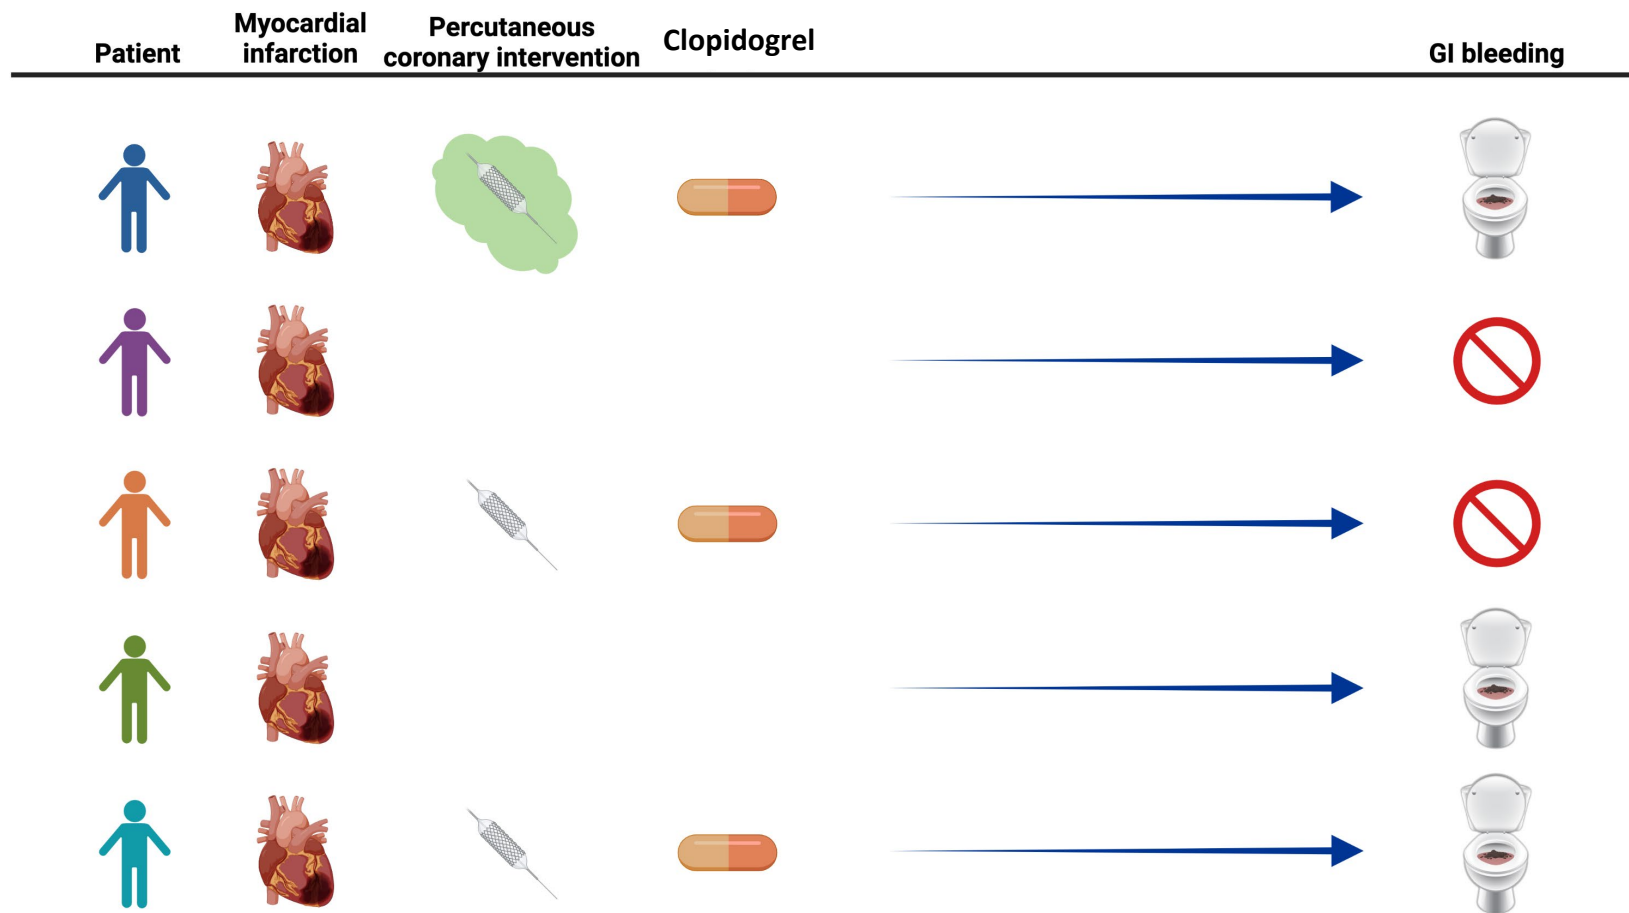 Patient
Myocardial
infarction
Percutaneous
coronary intervention
Clopidogrel
GI bleeding